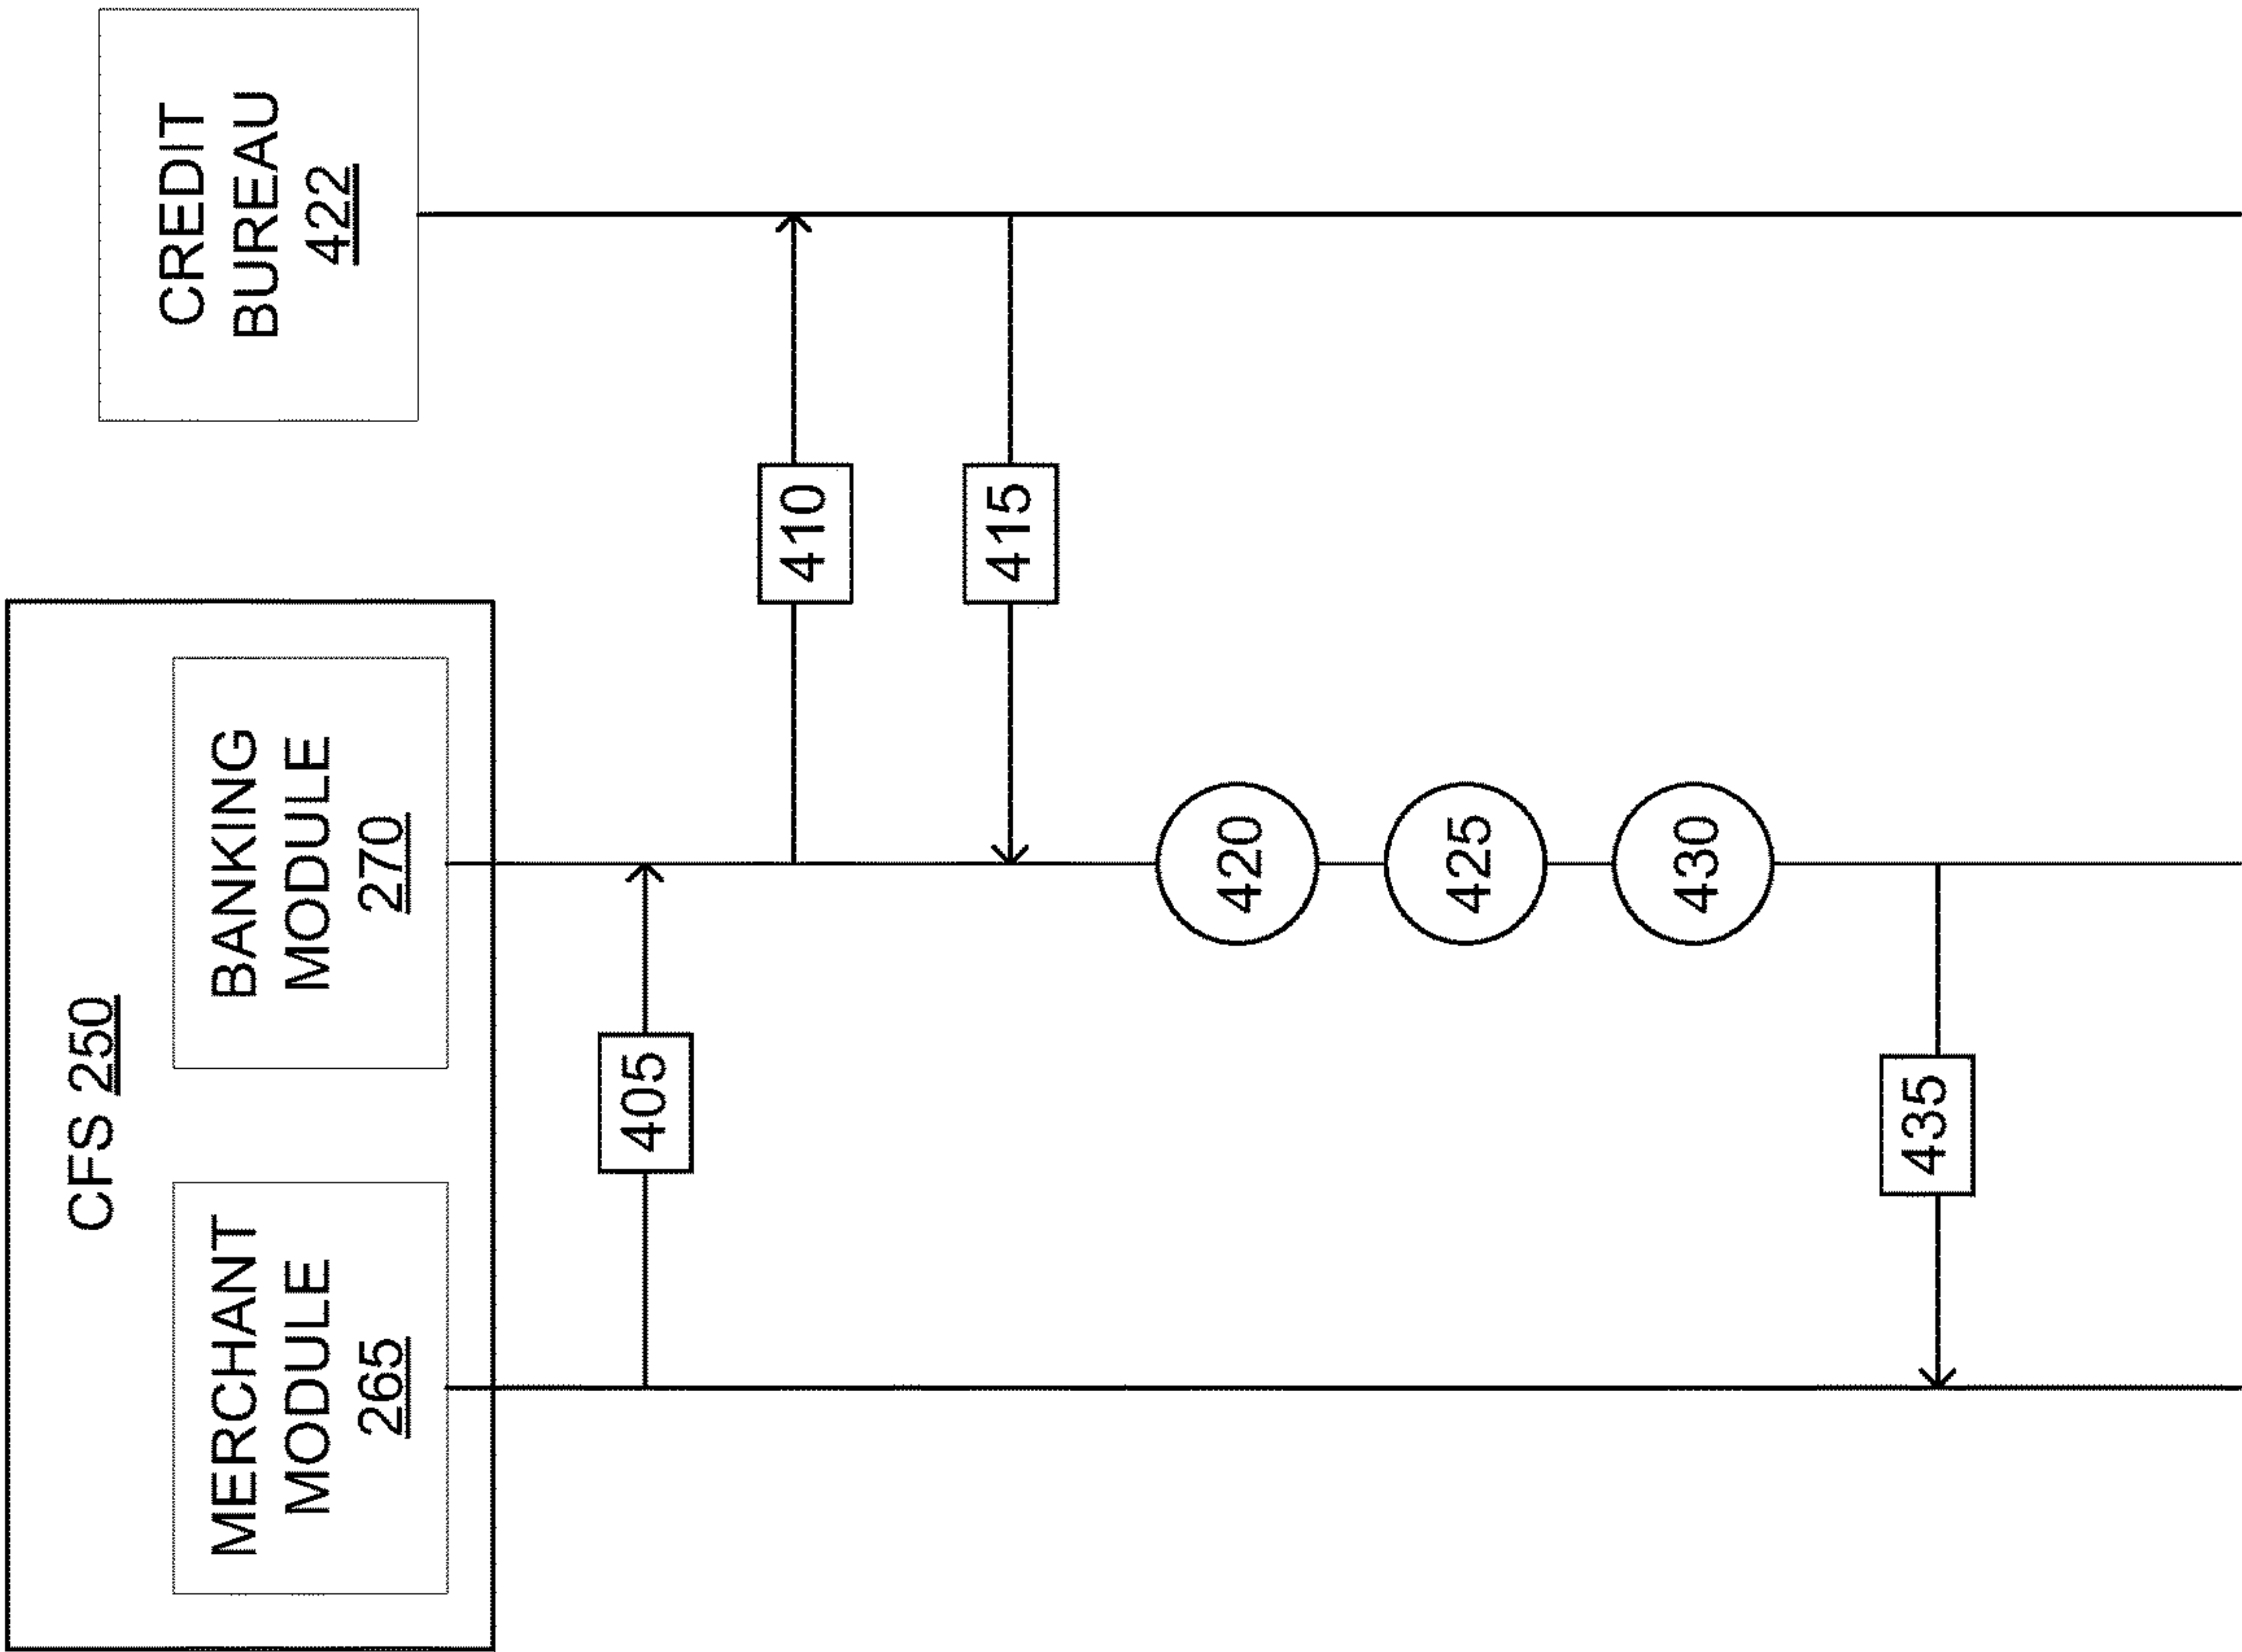 CFS 250
MERCHANT
MODULE
265
BANKING
MODULE
270
CREDIT
BUREAU
422
405
410
415
420
425
430
435